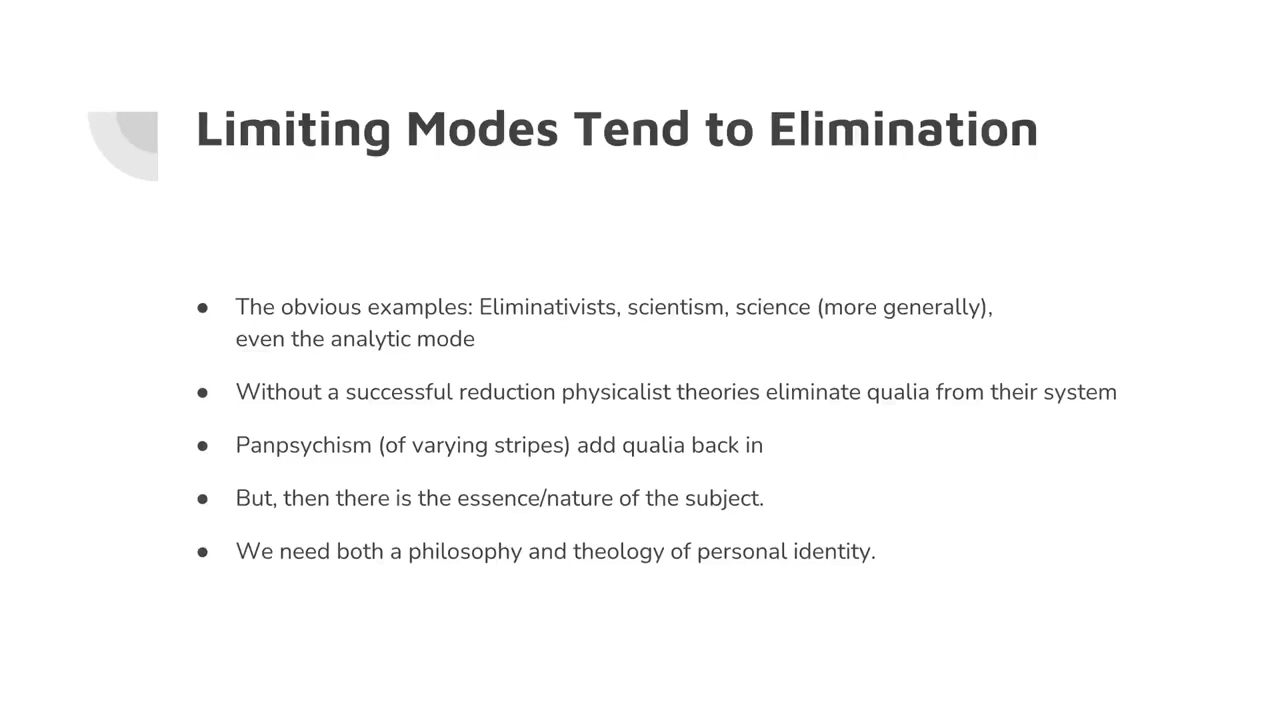 Limiting Modes Tend to Elimination
● The obvious examples: Eliminativists, scientism, science (more generally),
even the analytic mode
● Without a successful reduction physicalist theories eliminate qualia from their system
● Panpsychism (of varying stripes) add qualia back in
● But, then there is the essence/nature of the subject.
● We need both a philosophy and theology of personal identity.